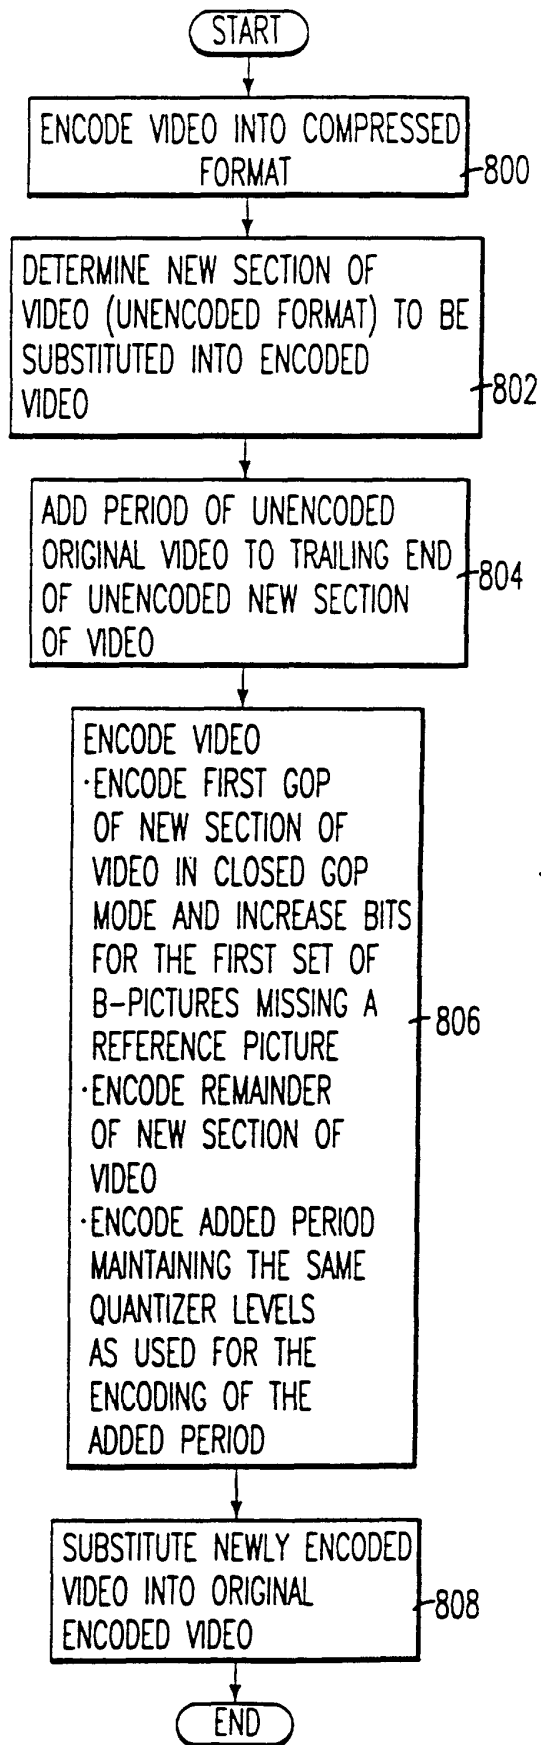 START
ENCODE VIDEO INTO COMPRESSED
FORMAT
800
DETERMINE NEW SECTION OF
VIDEO (UNENCODED FORMAT) TO BE
SUBSTITUTED INTO ENCODED
VIDEO
802
ADD PERIOD OF UNENCODED
ORIGINAL VIDEO TO TRAILING END
OF UNENCODED NEW SECTION
OF VIDEO
804
ENCODE VIDEO
·ENCODE FIRST GOP
OF NEW SECTION OF
VIDEO IN CLOSED GOP
MODE AND INCREASE BITS
FOR THE FIRST SET OF
B-PICTURES MISSING A
REFERENCE PICTURE
·ENCODE REMAINDER
OF NEW SECTION OF
VIDEO
·ENCODE ADDED PERIOD
MAINTAINING THE SAME
QUANTIZER LEVELS
AS USED FOR THE
ENCODING OF THE
ADDED PERIOD
806
SUBSTITUTE NEWLY ENCODED
VIDEO INTO ORIGINAL
ENCODED VIDEO
808
END